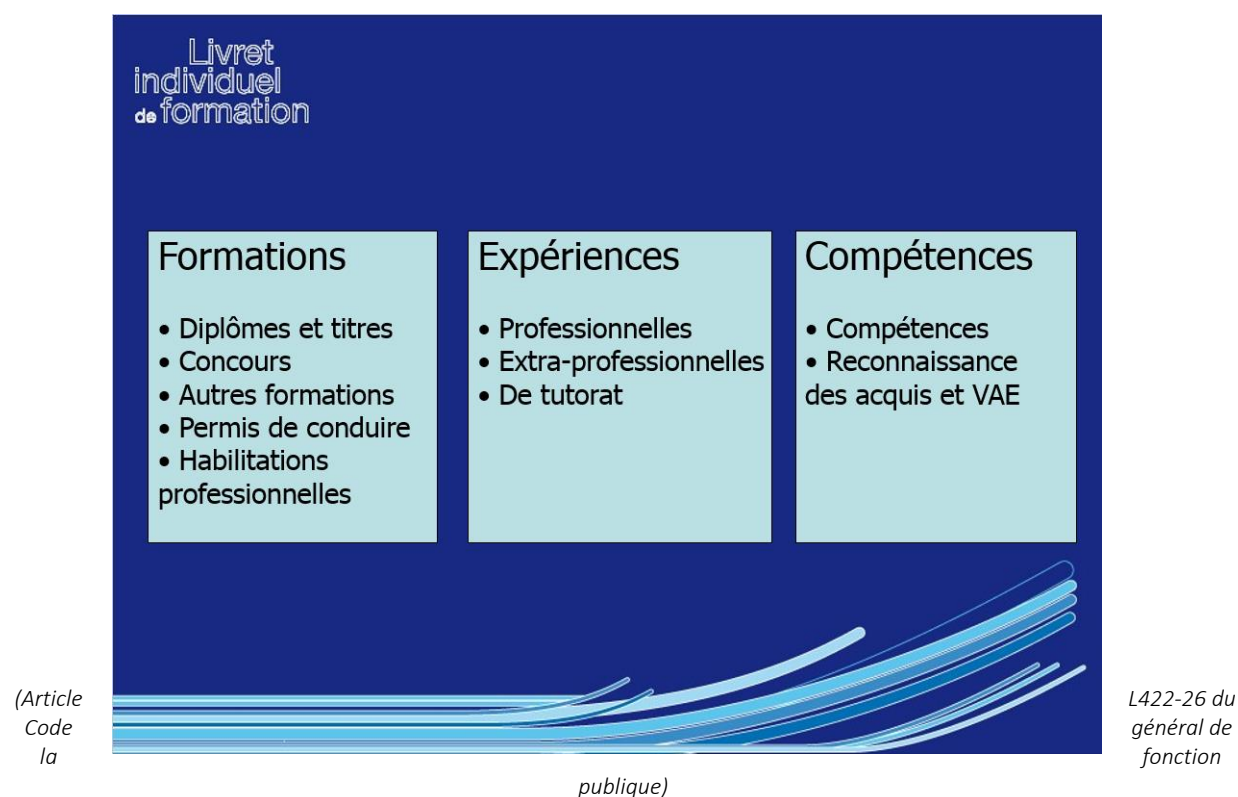 Livret
individuel
de formation
Formations
• Diplômes et titres
• Concours
• Autres formations
• Permis de conduire
• Habilitations
professionnelles
Expériences
• Professionnelles
• Extra-professionnelles
• De tutorat
Compétences
• Compétences
• Reconnaissance
des acquis et VAE
(Article L422-26 du
Code général de
la fonction
publique)